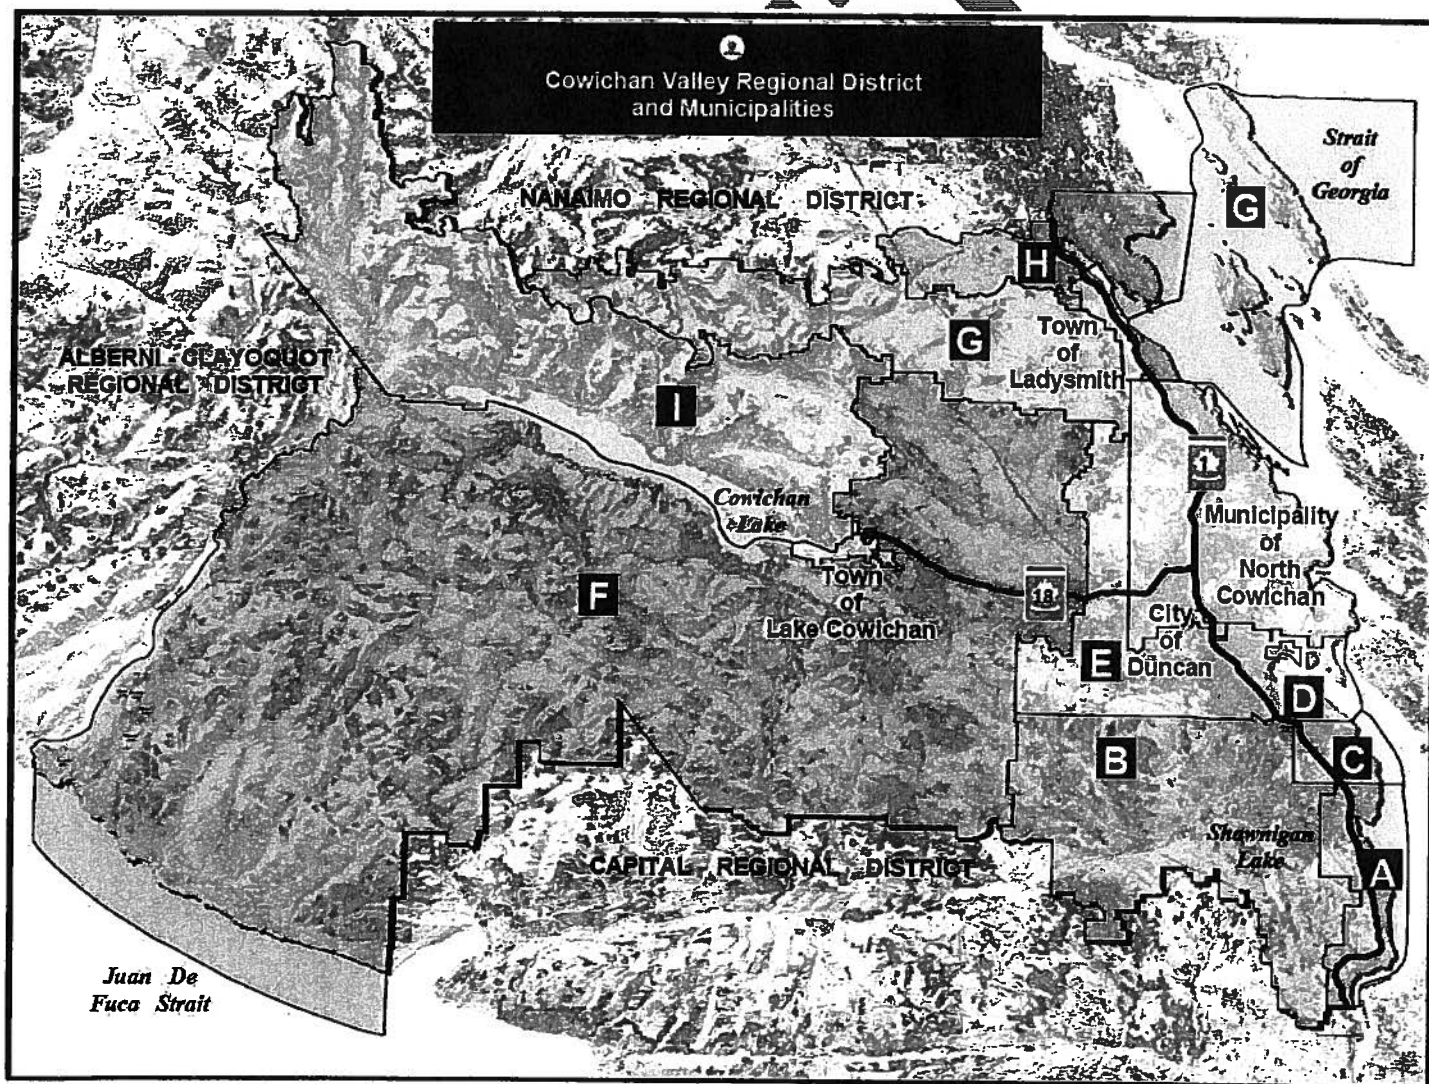 Cowichan Valley Regional District
and Municipalities
Strait
of
Georgia
NANAIMO REGIONAL DISTRICT
G
H
G
Town
of
Ladysmith
ALBERNI - CLAYOQUOT
REGIONAL DISTRICT
I
1
Cowichan
Lake
Municipality
of
North
Cowichan
F
Town
of
Lake Cowichan
18
City
of
Duncan
E
D
B
C
Shawnigan
Lake
A
CAPITAL REGIONAL DISTRICT
Juan De
Fuca Strait